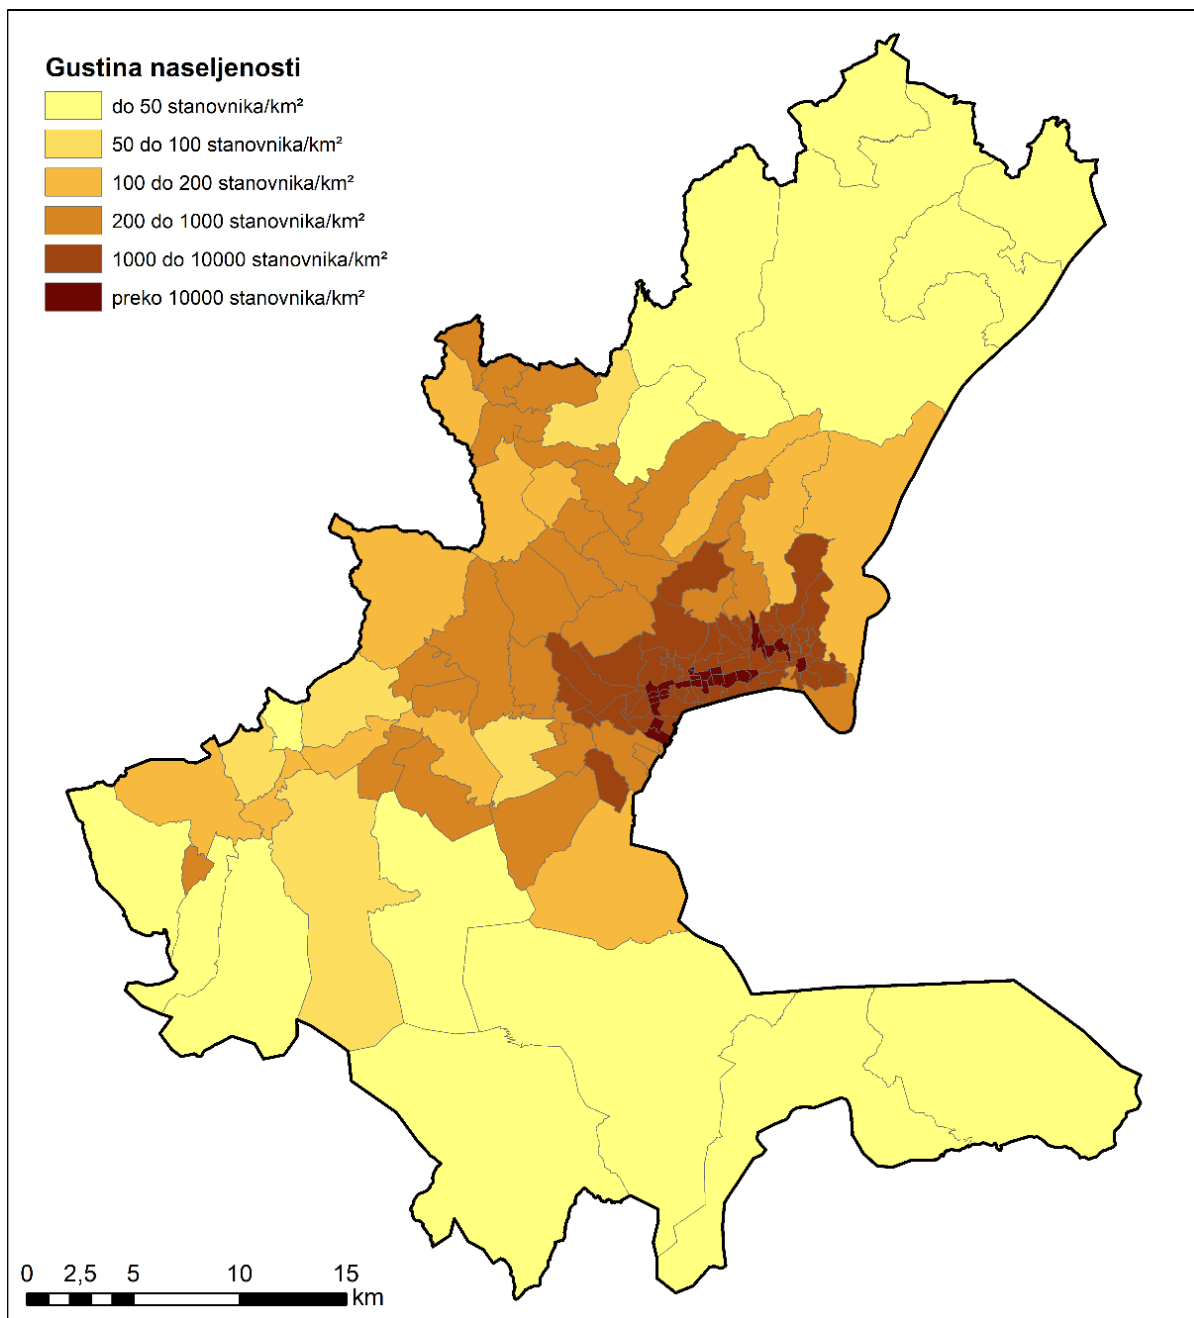 Gustina naseljenosti
do 50 stanovnika/km²
50 do 100 stanovnika/km²
100 do 200 stanovnika/km²
200 do 1000 stanovnika/km²
1000 do 10000 stanovnika/km²
preko 10000 stanovnika/km²
0 2,5 5 10 15
km